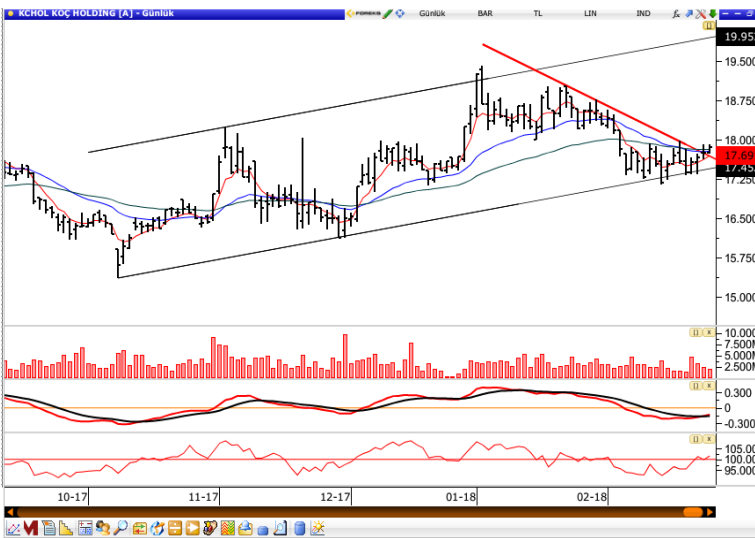 KCHOL KOÇ HOLDING [A] - Günlük
FOREKS
Günlük BAR TL LIN IND
19.95
19.500
18.750
18.000
17.69
17.45
17.250
16.500
15.750
15.000
10.000
7.500M
5.000M
2.500M
0.300
0
-0.300
105.00
100.00
95.000
10-17 11-17 12-17 01-18 02-18